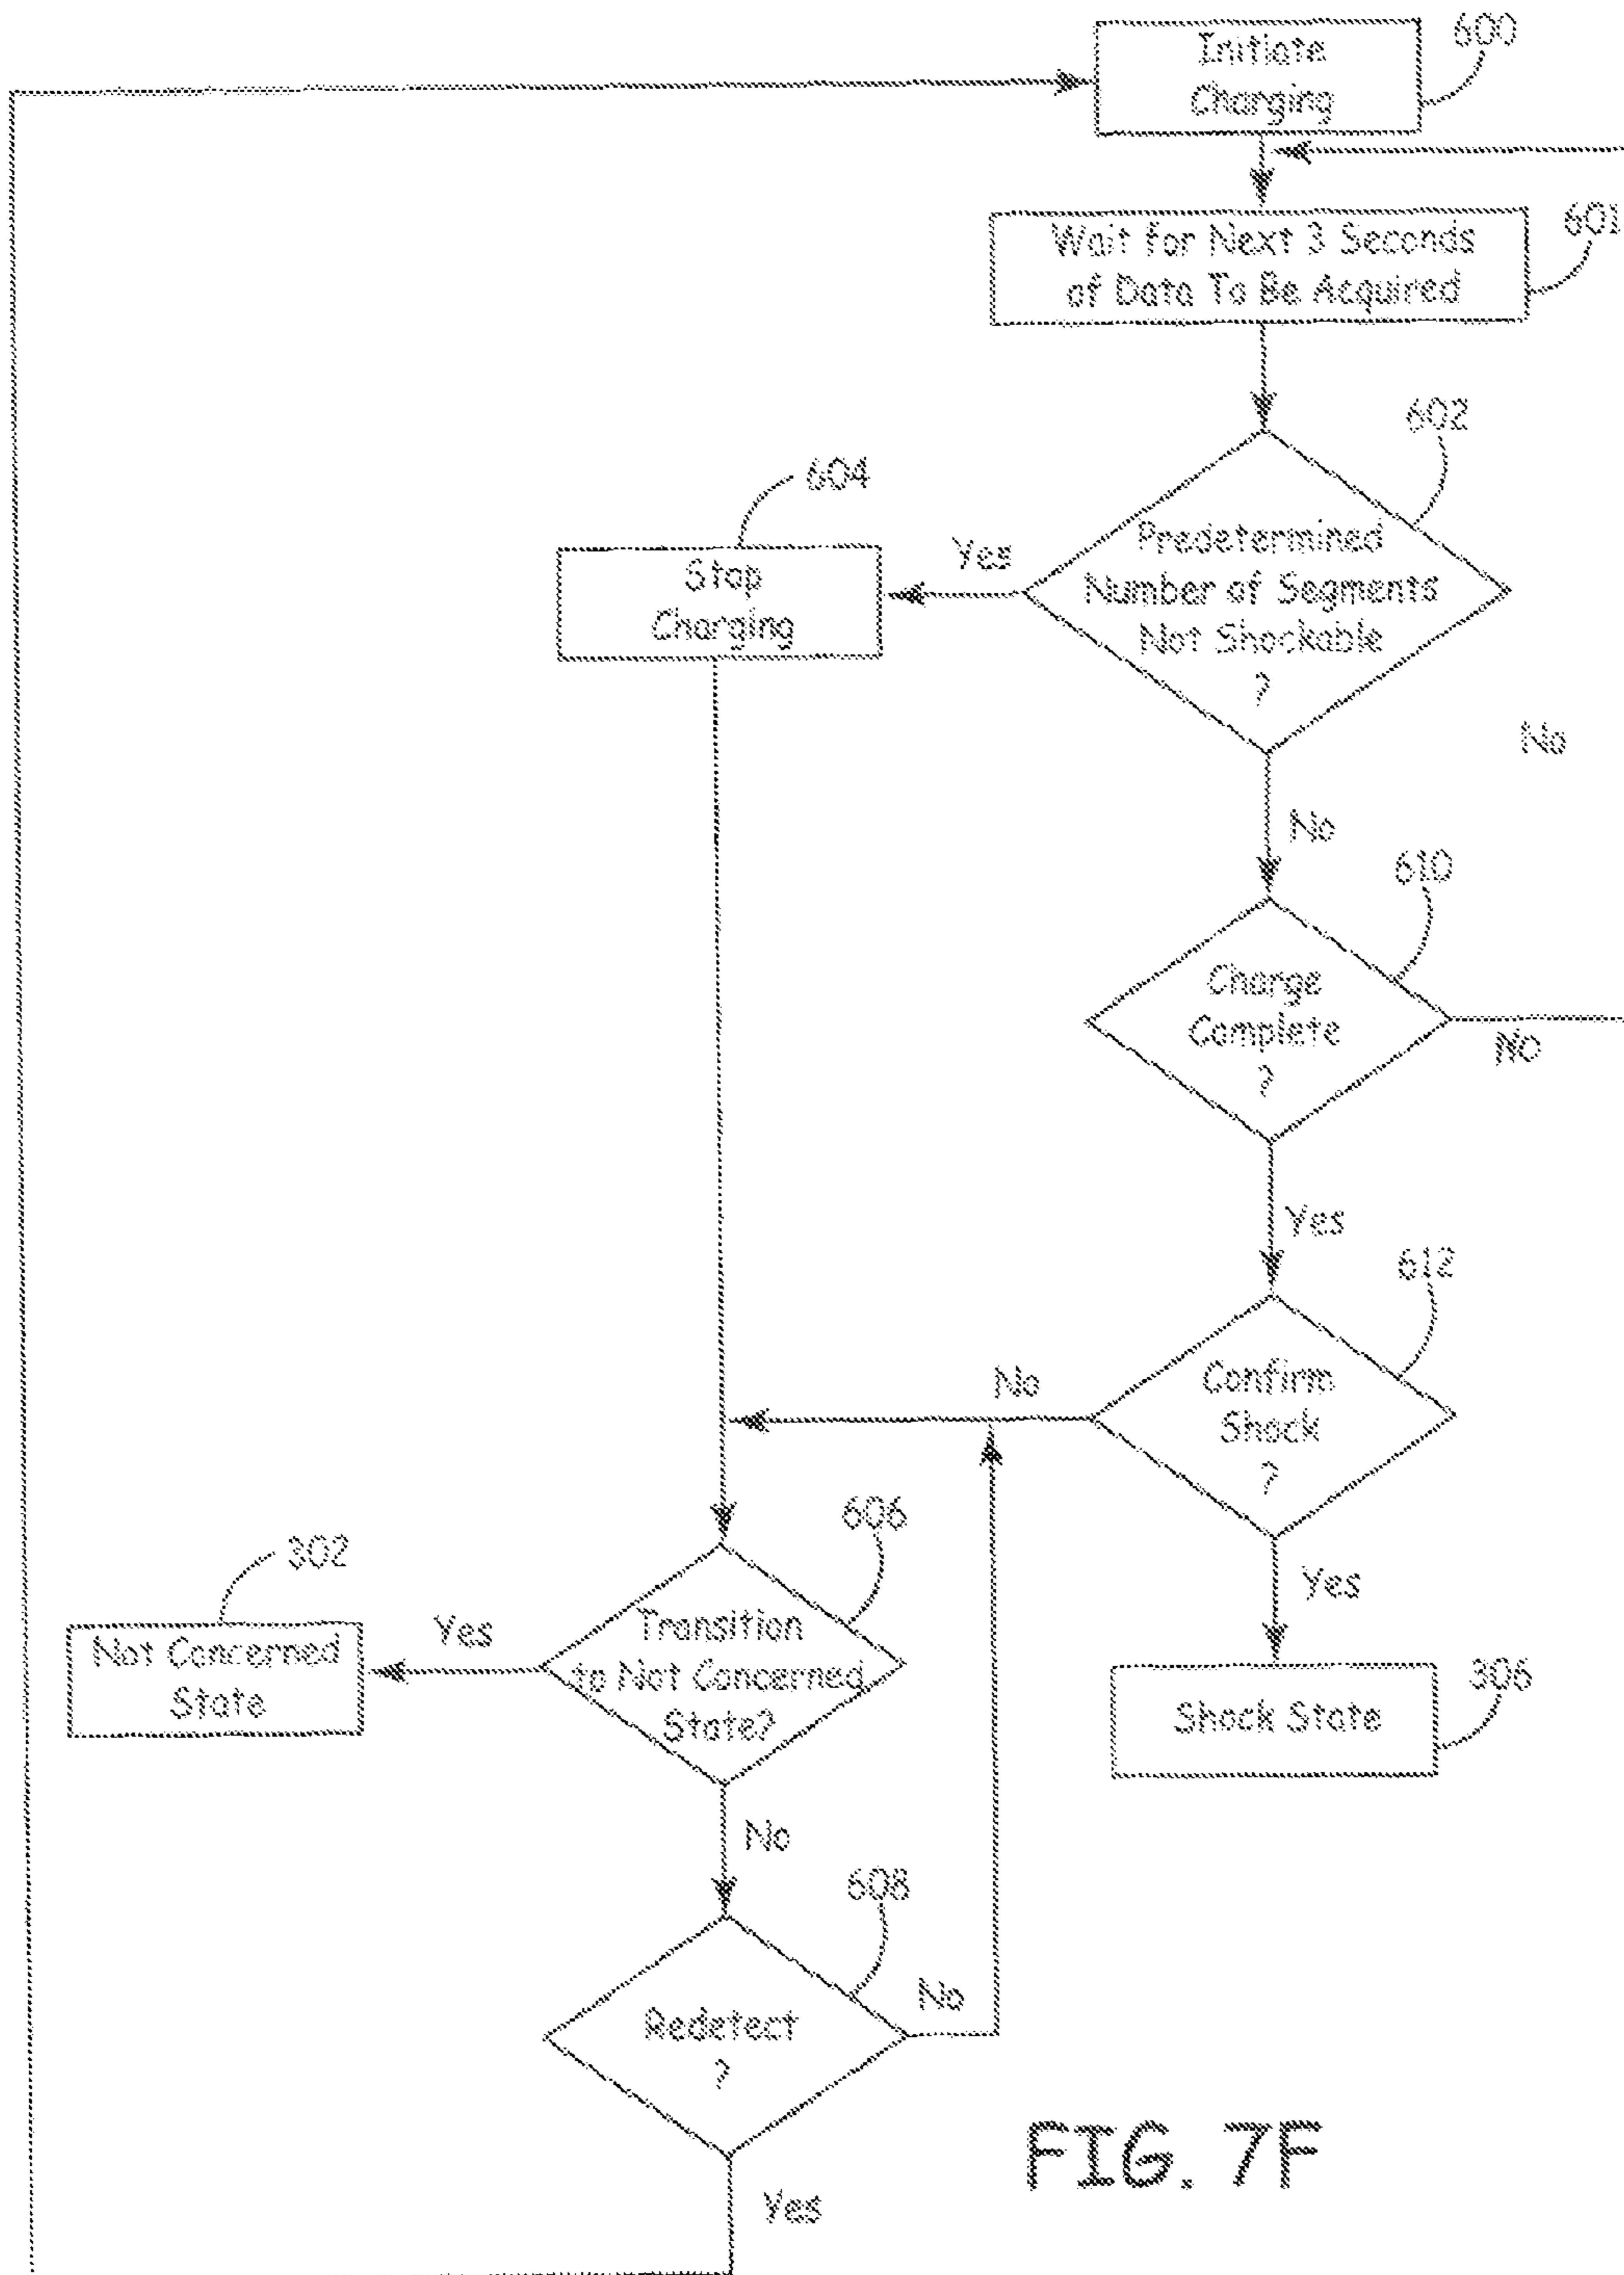 Initiate
Charging
600
Wait for Next 3 Seconds
of Data To Be Acquired
601
602
604
Stop
Charging
Yes
Predetermined
Number of Segments
Not Shockable
?
No
No
610
Charge
Complete
?
No
Yes
612
No
Confirm
Shock
?
606
302
Yes
Not Concerned
State
Yes
Transition
to Not Concerned
State?
Shock State
306
No
608
No
Redetect
?
Yes
FIG. 7F